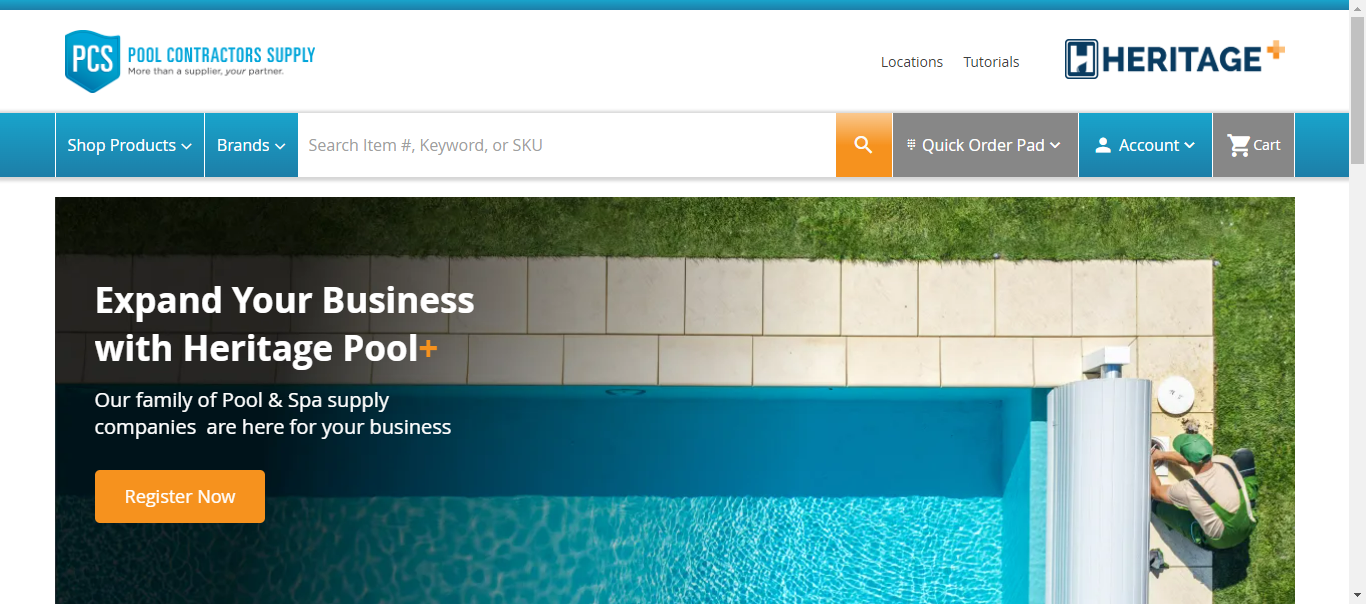 PCS POOL CONTRACTORS SUPPLY
More than a supplier, your partner.
Locations Tutorials
H HERITAGE+
Shop Products Brands Search Item #, Keyword, or SKU Quick Order Pad Account Cart
Expand Your Business
with Heritage Pool+
Our family of Pool & Spa supply
companies are here for your business
Register Now